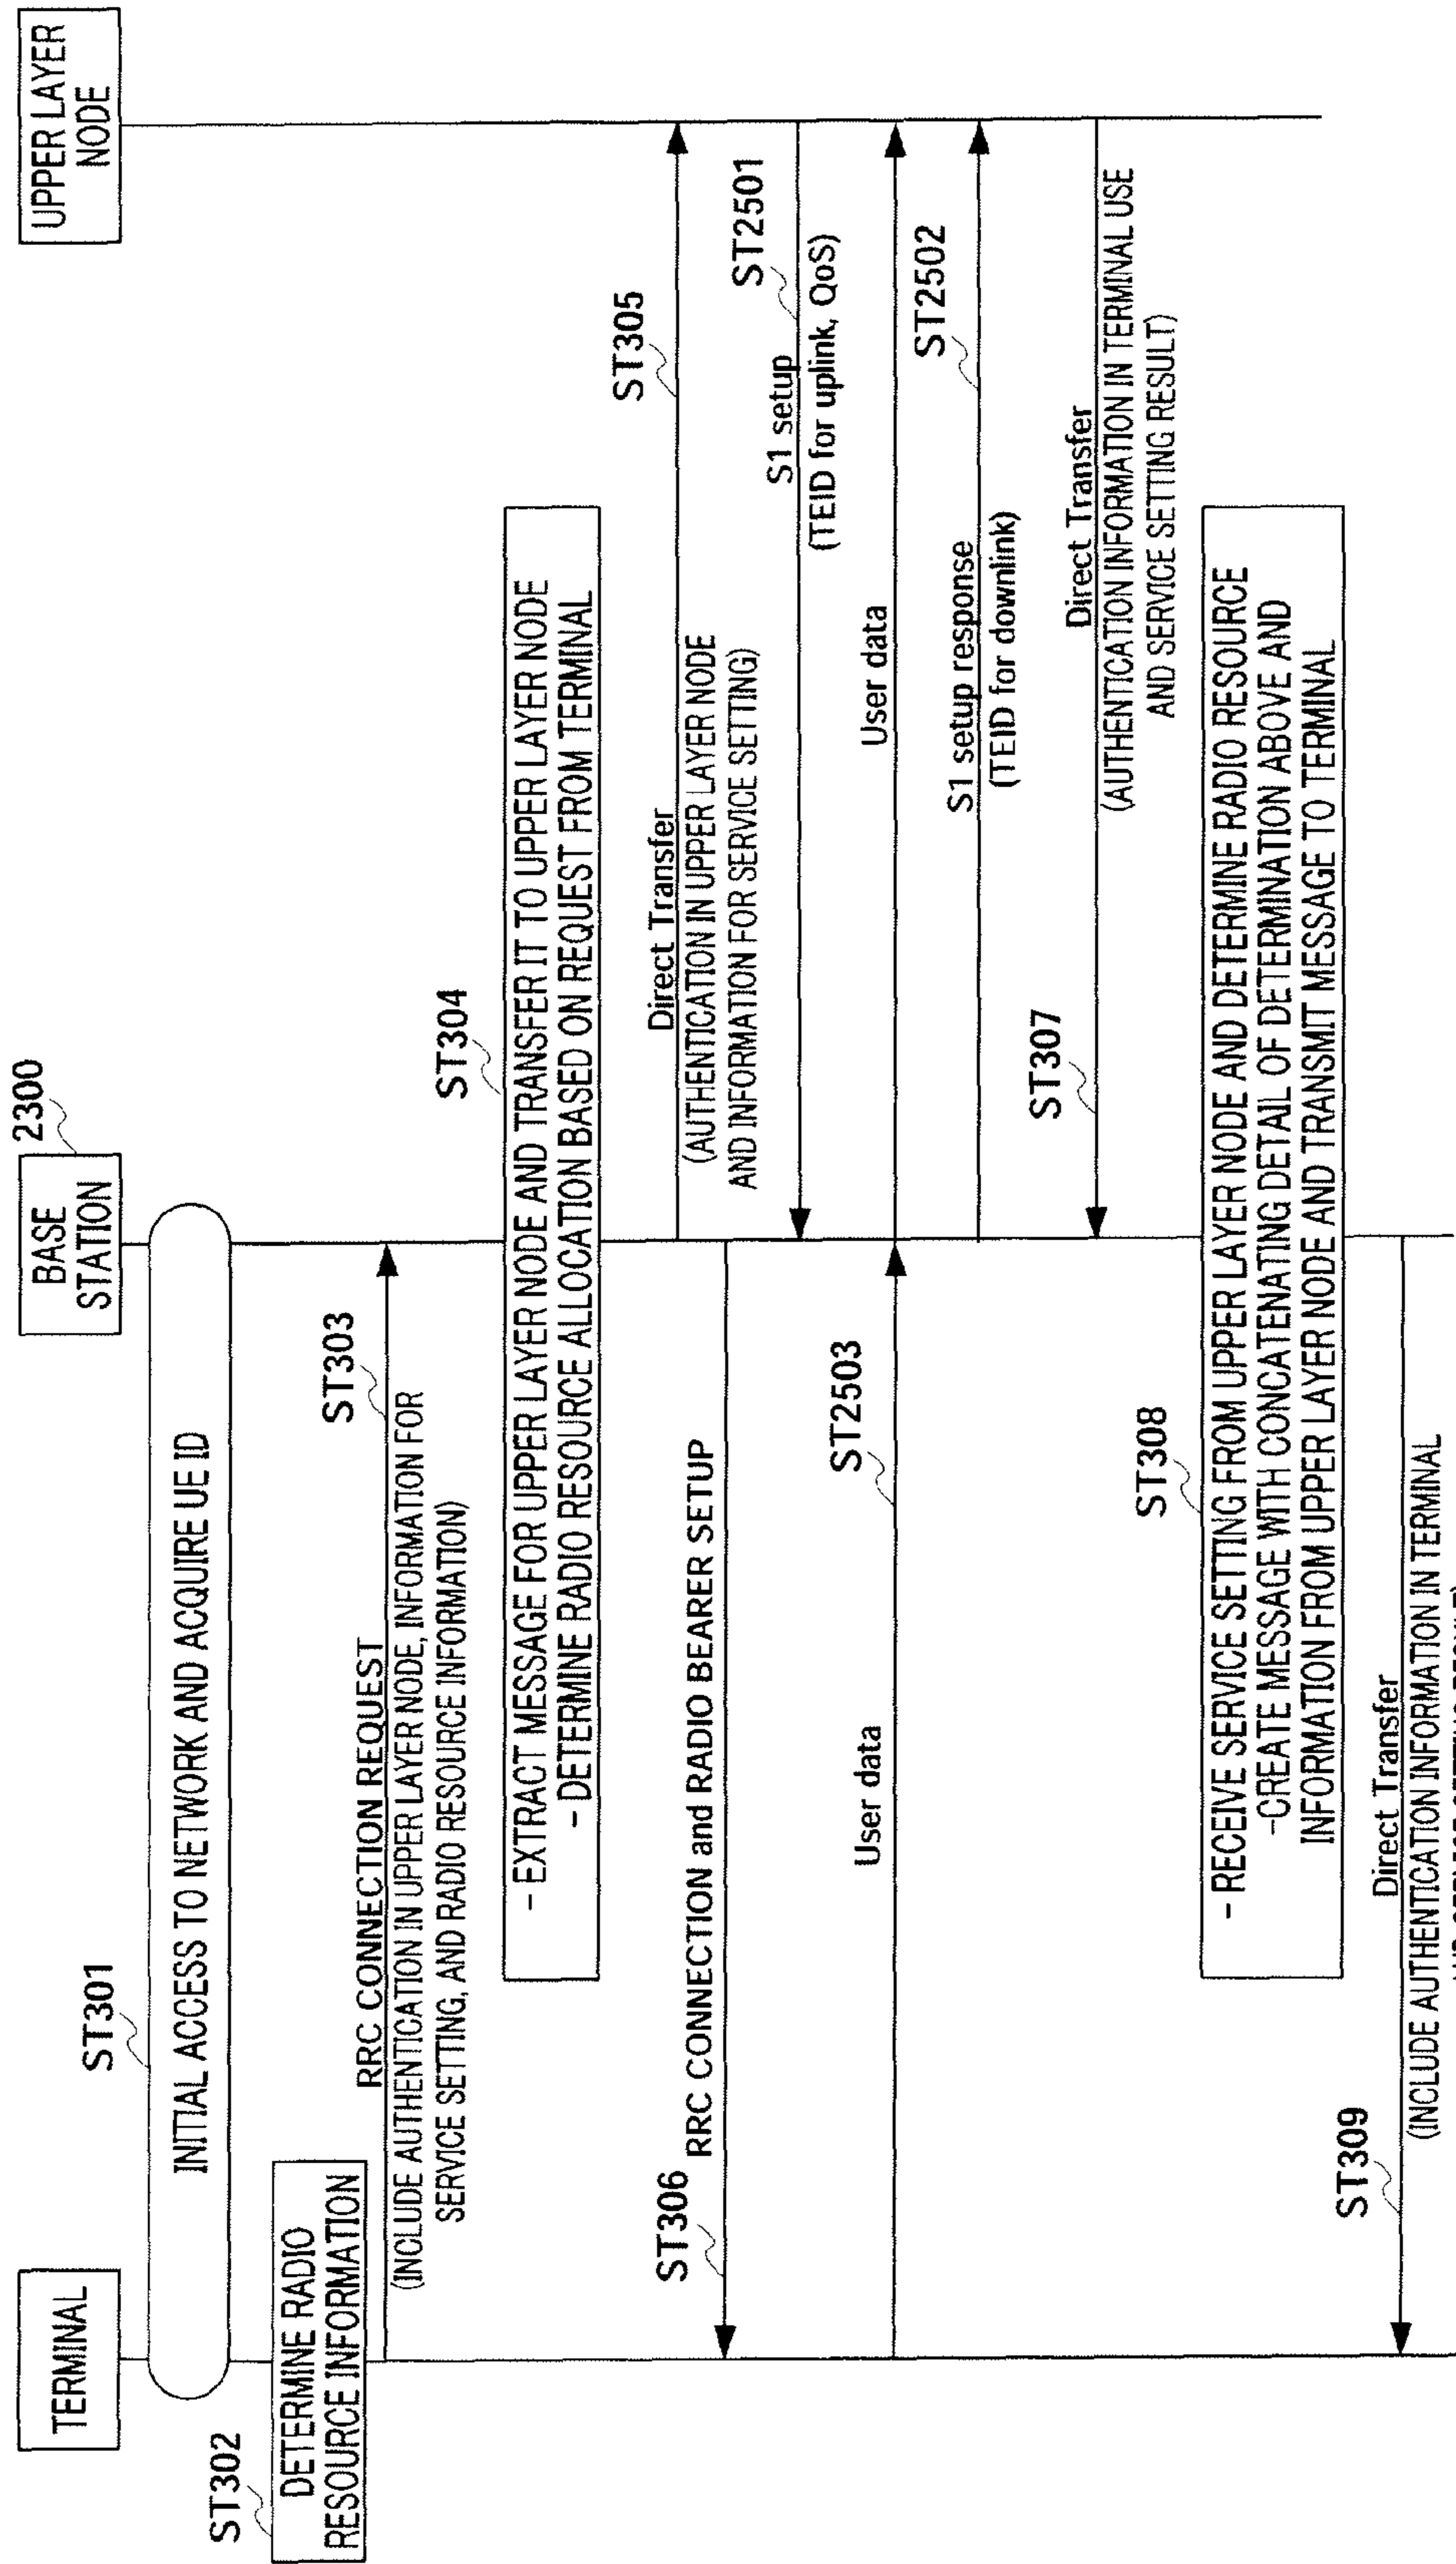 TERMINAL
BASE
STATION
2300
UPPER LAYER
NODE
ST301
INITIAL ACCESS TO NETWORK AND ACQUIRE UE ID
ST302
DETERMINE RADIO
RESOURCE INFORMATION
ST303
RRC CONNECTION REQUEST
(INCLUDE AUTHENTICATION IN UPPER LAYER NODE, INFORMATION FOR
SERVICE SETTING, AND RADIO RESOURCE INFORMATION)
ST304
- EXTRACT MESSAGE FOR UPPER LAYER NODE AND TRANSFER IT TO UPPER LAYER NODE
- DETERMINE RADIO RESOURCE ALLOCATION BASED ON REQUEST FROM TERMINAL
ST305
Direct Transfer
(AUTHENTICATION IN UPPER LAYER NODE
AND INFORMATION FOR SERVICE SETTING)
ST306
RRC CONNECTION and RADIO BEARER SETUP
ST2501
S1 setup
(TEID for uplink, QoS)
ST2503
User data
User data
ST2502
S1 setup response
(TEID for downlink)
ST307
Direct Transfer
(AUTHENTICATION INFORMATION IN TERMINAL USE
AND SERVICE SETTING RESULT)
ST308
- RECEIVE SERVICE SETTING FROM UPPER LAYER NODE AND DETERMINE RADIO RESOURCE
-CREATE MESSAGE WITH CONCATENATING DETAIL OF DETERMINATION ABOVE AND
INFORMATION FROM UPPER LAYER NODE AND TRANSMIT MESSAGE TO TERMINAL
ST309
Direct Transfer
(INCLUDE AUTHENTICATION INFORMATION IN TERMINAL